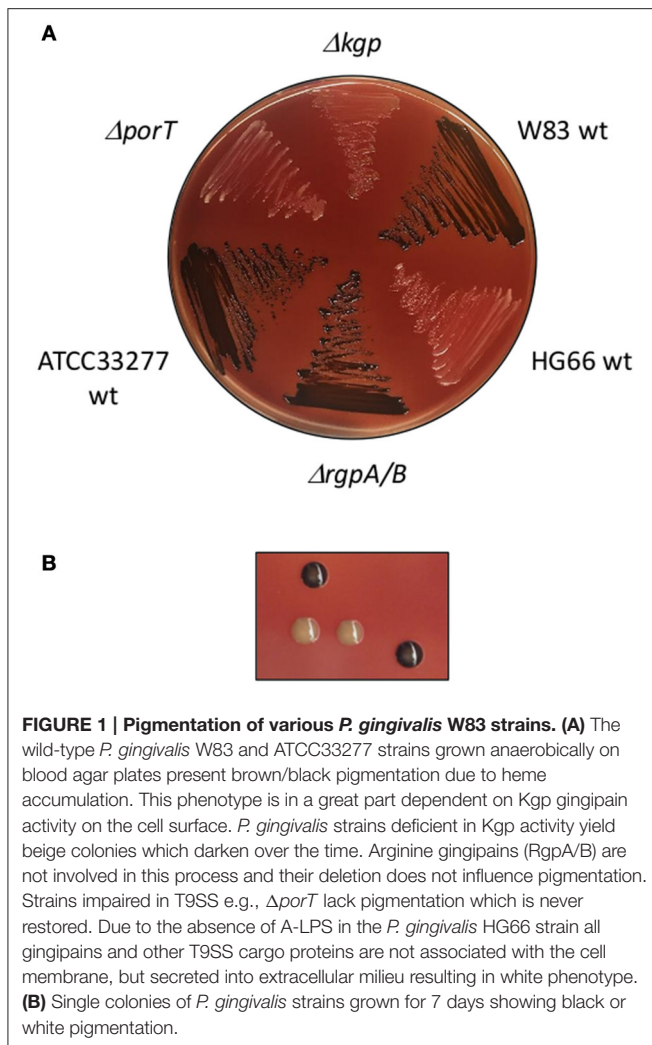 A
Δkgp
ΔporT
W83 wt
ATCC33277
wt
HG66 wt
ΔrgpA/B
B
FIGURE 1 | Pigmentation of various P. gingivalis W83 strains. (A) The
wild-type P. gingivalis W83 and ATCC33277 strains grown anaerobically on
blood agar plates present brown/black pigmentation due to heme
accumulation. This phenotype is in a great part dependent on Kgp gingipain
activity on the cell surface. P. gingivalis strains deficient in Kgp activity yield
beige colonies which darken over the time. Arginine gingipains (RgpA/B) are
not involved in this process and their deletion does not influence pigmentation.
Strains impaired in T9SS e.g., ΔporT lack pigmentation which is never
restored. Due to the absence of A-LPS in the P. gingivalis HG66 strain all
gingipains and other T9SS cargo proteins are not associated with the cell
membrane, but secreted into extracellular milieu resulting in white phenotype.
(B) Single colonies of P. gingivalis strains grown for 7 days showing black or
white pigmentation.